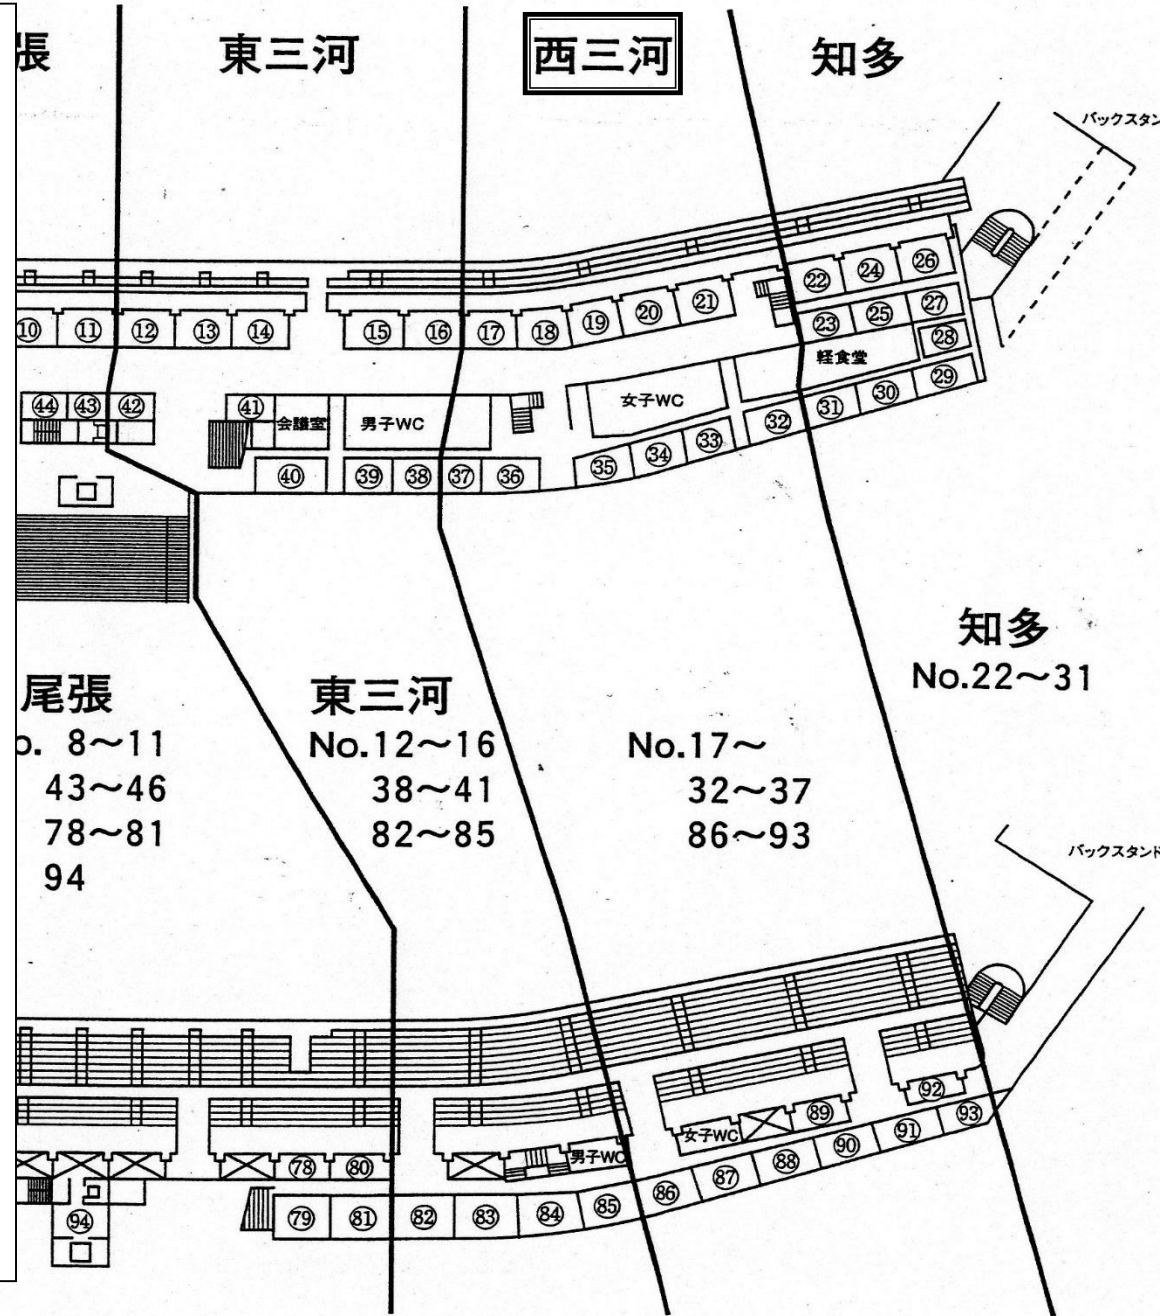 張
東三河
西三河
知多
バックスタン
⑩ ⑪ ⑫ ⑬ ⑭ ⑮ ⑯ ⑰ ⑱ ⑲ ⑳ ㉑ ㉒ ㉔ ㉖
㉓ ㉕ ㉗
㉘
軽食堂
㊹ ㊸ ㊷ ㊶
会議室
男子WC
女子WC
㊵ ㊴ ㊳ ㊲ ㊱ ㉟ ㉞ ㉝ ㉜ ㉛ ㉚ ㉙
知多
No.22~31
尾張
o. 8~11
43~46
78~81
94
東三河
No.12~16
38~41
82~85
No.17~
32~37
86~93
バックスタンド
78 80
男子WC
女子WC
89
92
94
79 81 82 83 84 85 86 87 88 90 91 93